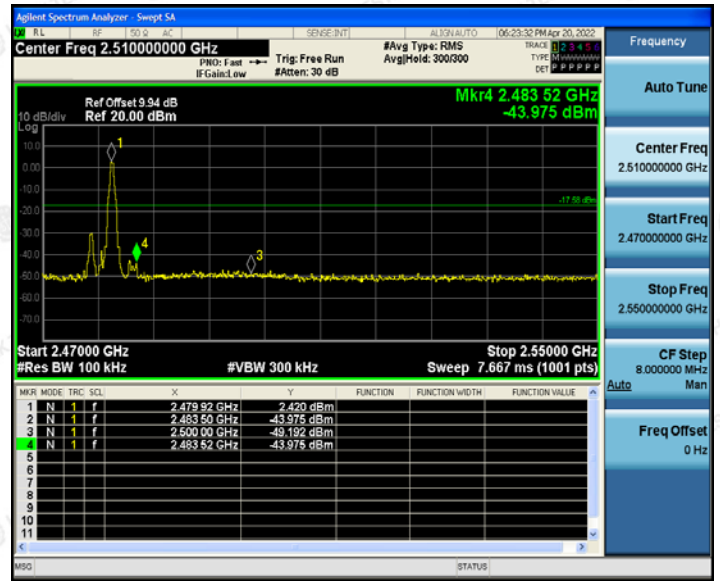 Agilent Spectrum Analyzer - Swept SA
RL RF 50 Ω AC SENSE:INT ALIGN AUTO 06:23:32 PM Apr 20, 2022
Center Freq 2.510000000 GHz
PNO: Fast
IFGain:Low
Trig: Free Run
#Atten: 30 dB
#Avg Type: RMS
Avg|Hold: 300/300
TRACE 1 2 3 4 5 6
TYPE M
DET P P P P P P
Frequency
Auto Tune
Center Freq
2.510000000 GHz
Start Freq
2.470000000 GHz
Stop Freq
2.550000000 GHz
CF Step
8.000000 MHz
Auto Man
Freq Offset
0 Hz
Mkr4 2.483 52 GHz
-43.975 dBm
Ref Offset 9.94 dB
10 dB/div Ref 20.00 dBm
Log
10.0
0.00
-10.0
-20.0
-30.0
-40.0
-50.0
-60.0
-70.0
1
4
3
-17.58 dBm
Start 2.47000 GHz Stop 2.55000 GHz
#Res BW 100 kHz #VBW 300 kHz Sweep 7.667 ms (1001 pts)
MKR MODE TRC SCL X Y FUNCTION FUNCTION WIDTH FUNCTION VALUE
1 N 1 f 2.479 92 GHz 2.420 dBm
2 N 1 f 2.483 50 GHz -43.975 dBm
3 N 1 f 2.500 00 GHz -49.192 dBm
4 N 1 f 2.483 52 GHz -43.975 dBm
5
6
7
8
9
10
11
MSG STATUS